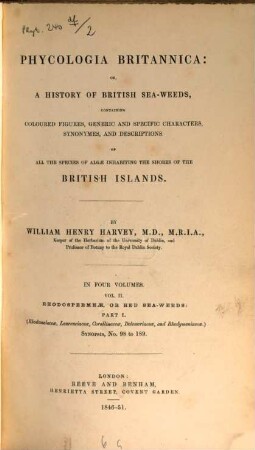 Phyc. 240 af/2
PHYCOLOGIA BRITANNICA:
OR,
A HISTORY OF BRITISH SEA-WEEDS,
CONTAINING
COLOURED FIGURES, GENERIC AND SPECIFIC CHARACTERS,
SYNONYMES, AND DESCRIPTIONS
OF
ALL THE SPECIES OF ALGÆ INHABITING THE SHORES OF THE
BRITISH ISLANDS.
BY
WILLIAM HENRY HARVEY, M.D., M.R.I.A.,
Keeper of the Herbarium of the University of Dublin, and
Professor of Botany to the Royal Dublin Society.
IN FOUR VOLUMES.
VOL. II.
RHODOSPERMEÆ, OR RED SEA-WEEDS:
PART I.
(Rhodomelaceæ, Laurenciaceæ, Corallinaceæ, Delesseriaceæ, and Rhodymeniaceæ.)
SYNOPSIS, No. 98 to 189.
LONDON:
REEVE AND BENHAM,
HENRIETTA STREET, COVENT GARDEN.
1846-51.